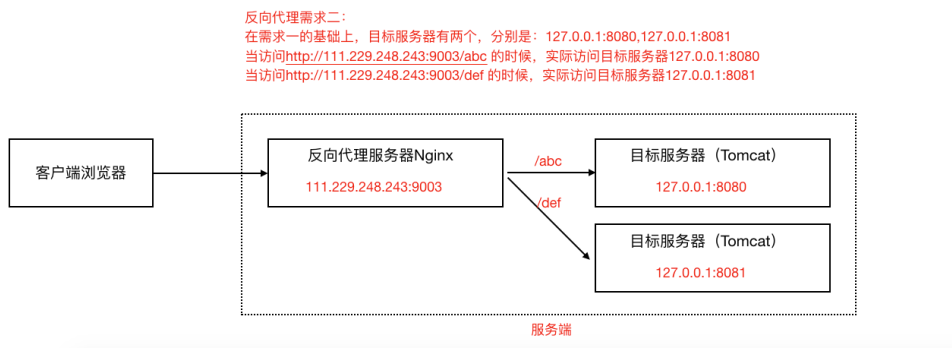 反向代理需求二：
在需求一的基础上，目标服务器有两个，分别是：127.0.0.1:8080,127.0.0.1:8081
当访问http://111.229.248.243:9003/abc 的时候，实际访问目标服务器127.0.0.1:8080
当访问http://111.229.248.243:9003/def 的时候，实际访问目标服务器127.0.0.1:8081
客户端浏览器
反向代理服务器Nginx
111.229.248.243:9003
/abc
/def
目标服务器（Tomcat）
127.0.0.1:8080
目标服务器（Tomcat）
127.0.0.1:8081
服务端